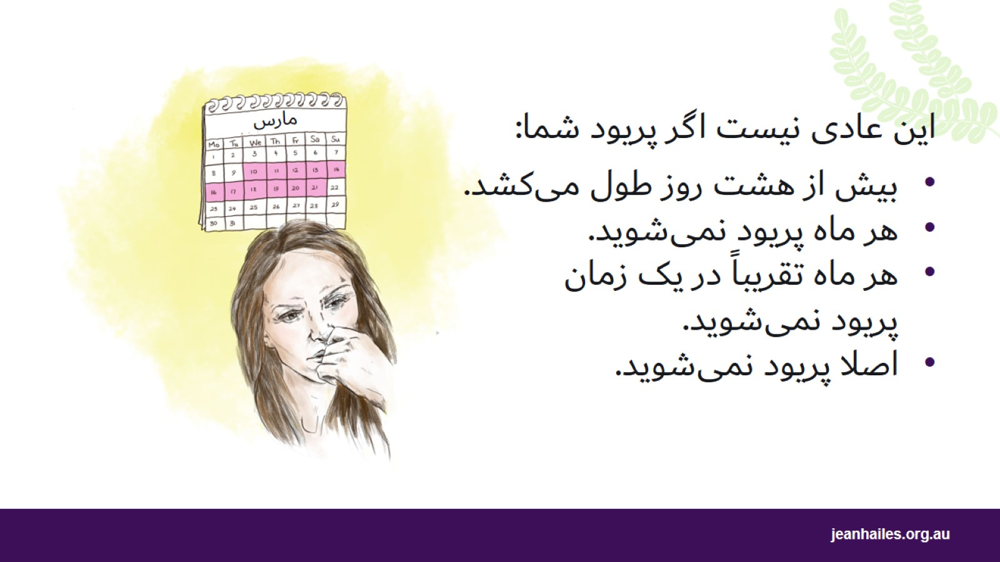 مارس
Mo Tu We Th Fr Sa Su
1 2 3 4 5 6 7
8 9 10 11 12 13 14
16 17 18 19 20 21 22
23 24 25 26 27 28 29
30 31
این عادی نیست اگر پریود شما:
• بیش از هشت روز طول می‌کشد.
• هر ماه پریود نمی‌شوید.
• هر ماه تقریباً در یک زمان
پریود نمی‌شوید.
• اصلا پریود نمی‌شوید.
jeanhailes.org.au